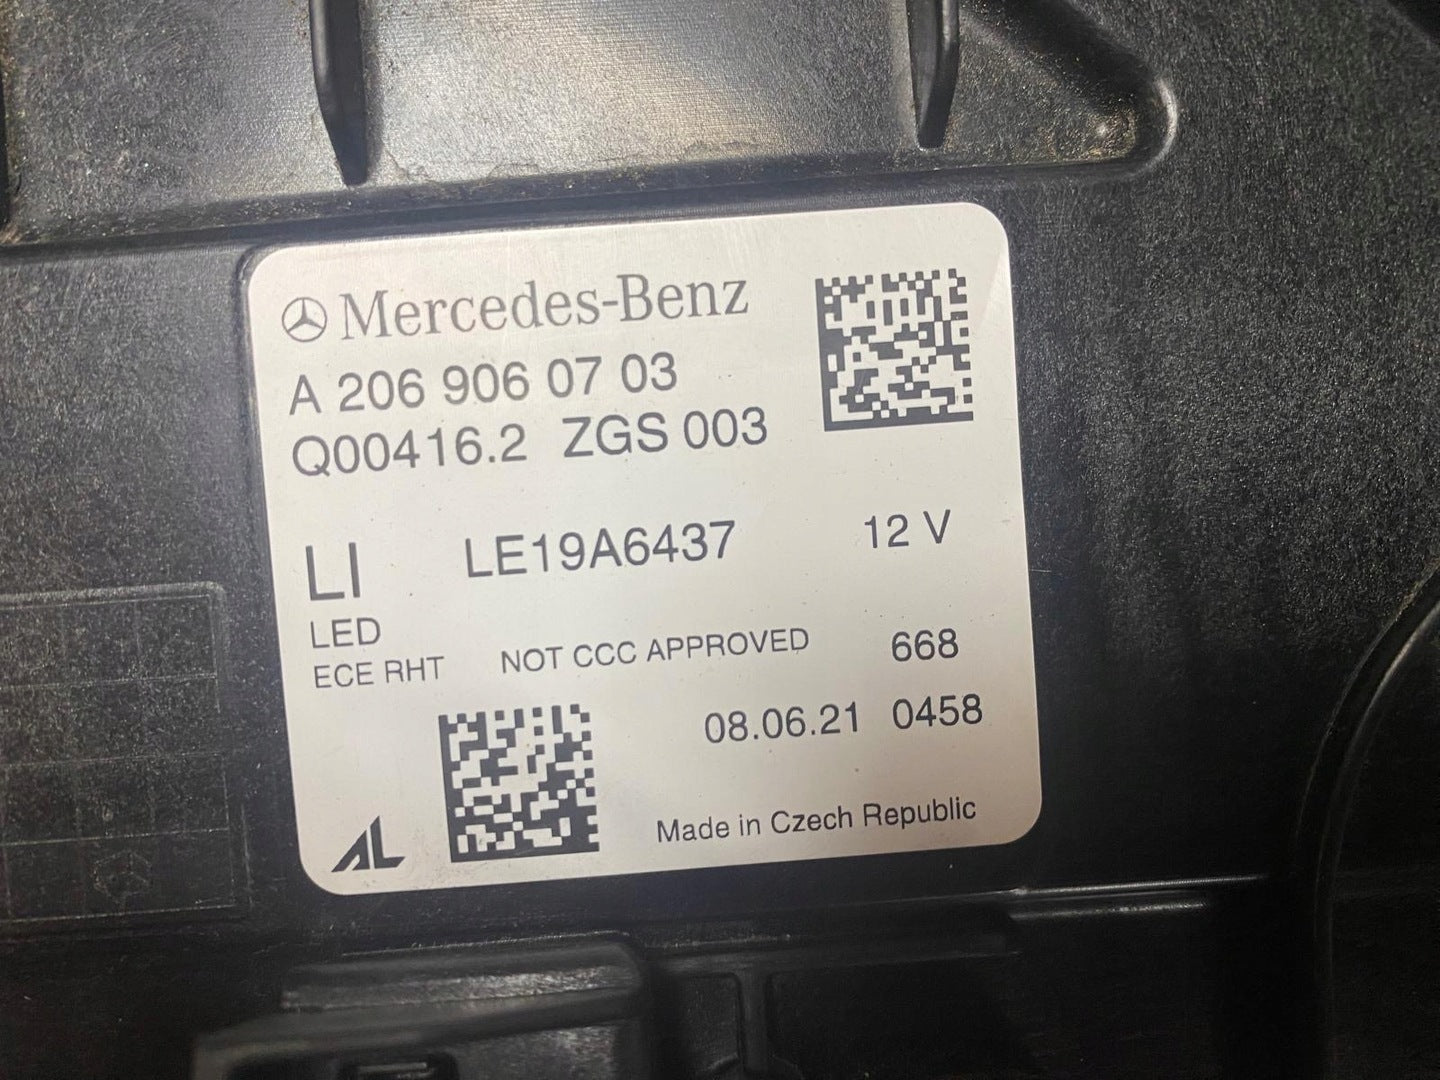 Mercedes-Benz
A 206 906 07 03
Q00416.2 ZGS 003
LI LE19A6437 12 V
LED
ECE RHT NOT CCC APPROVED 668
08.06.21 0458
AL
Made in Czech Republic